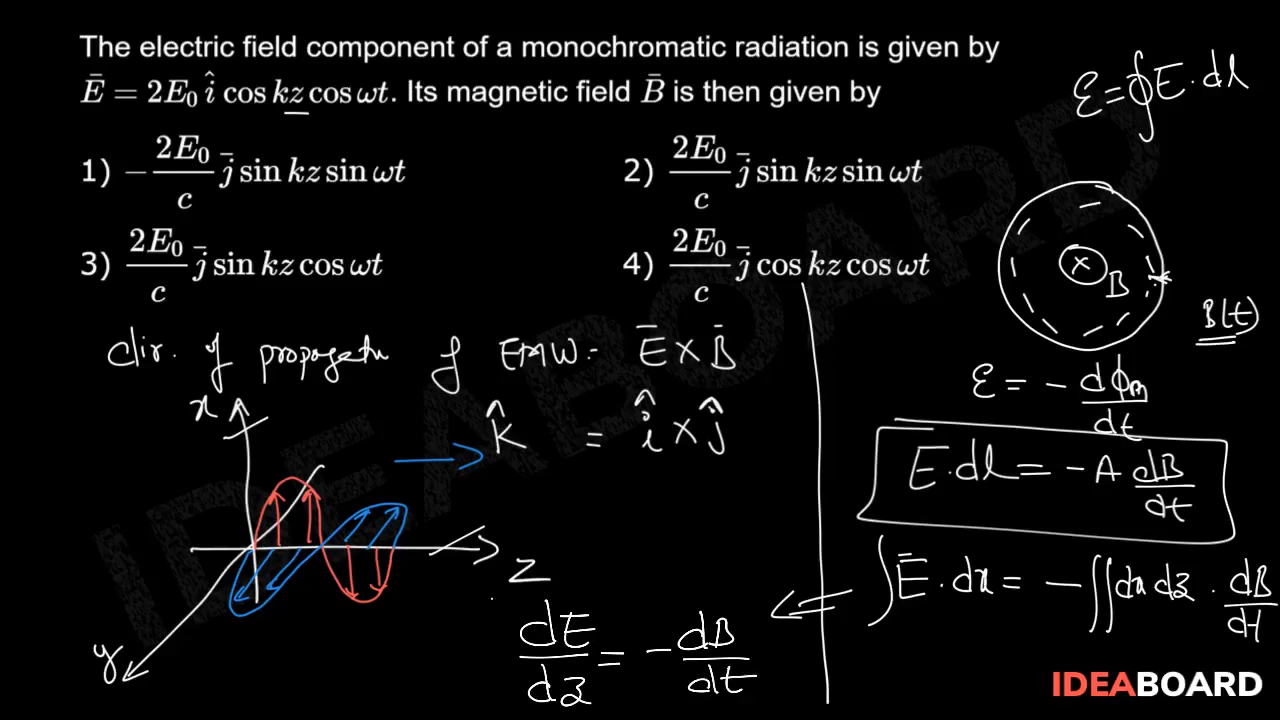 The electric field component of a monochromatic radiation is given by
Ē = 2E₀ î cos kz cos ωt. Its magnetic field B̄ is then given by
1) − 2E₀/c j̄ sin kz sin ωt
2) 2E₀/c j̄ sin kz sin ωt
3) 2E₀/c j̄ sin kz cos ωt
4) 2E₀/c j̄ cos kz cos ωt
dir. of propagatn of EMW = Ē × B̄
k̂ = î × ĵ
x
y
z
dE/dz = − dB/dt
ε = ∮ E · dl
× B
B(t)
ε = − dϕ_B/dt
E · dl = − A dB/dt
∫ Ē · dx = − ∬ dx dz · dB/dt
IDEABOARD
IDEABOARD